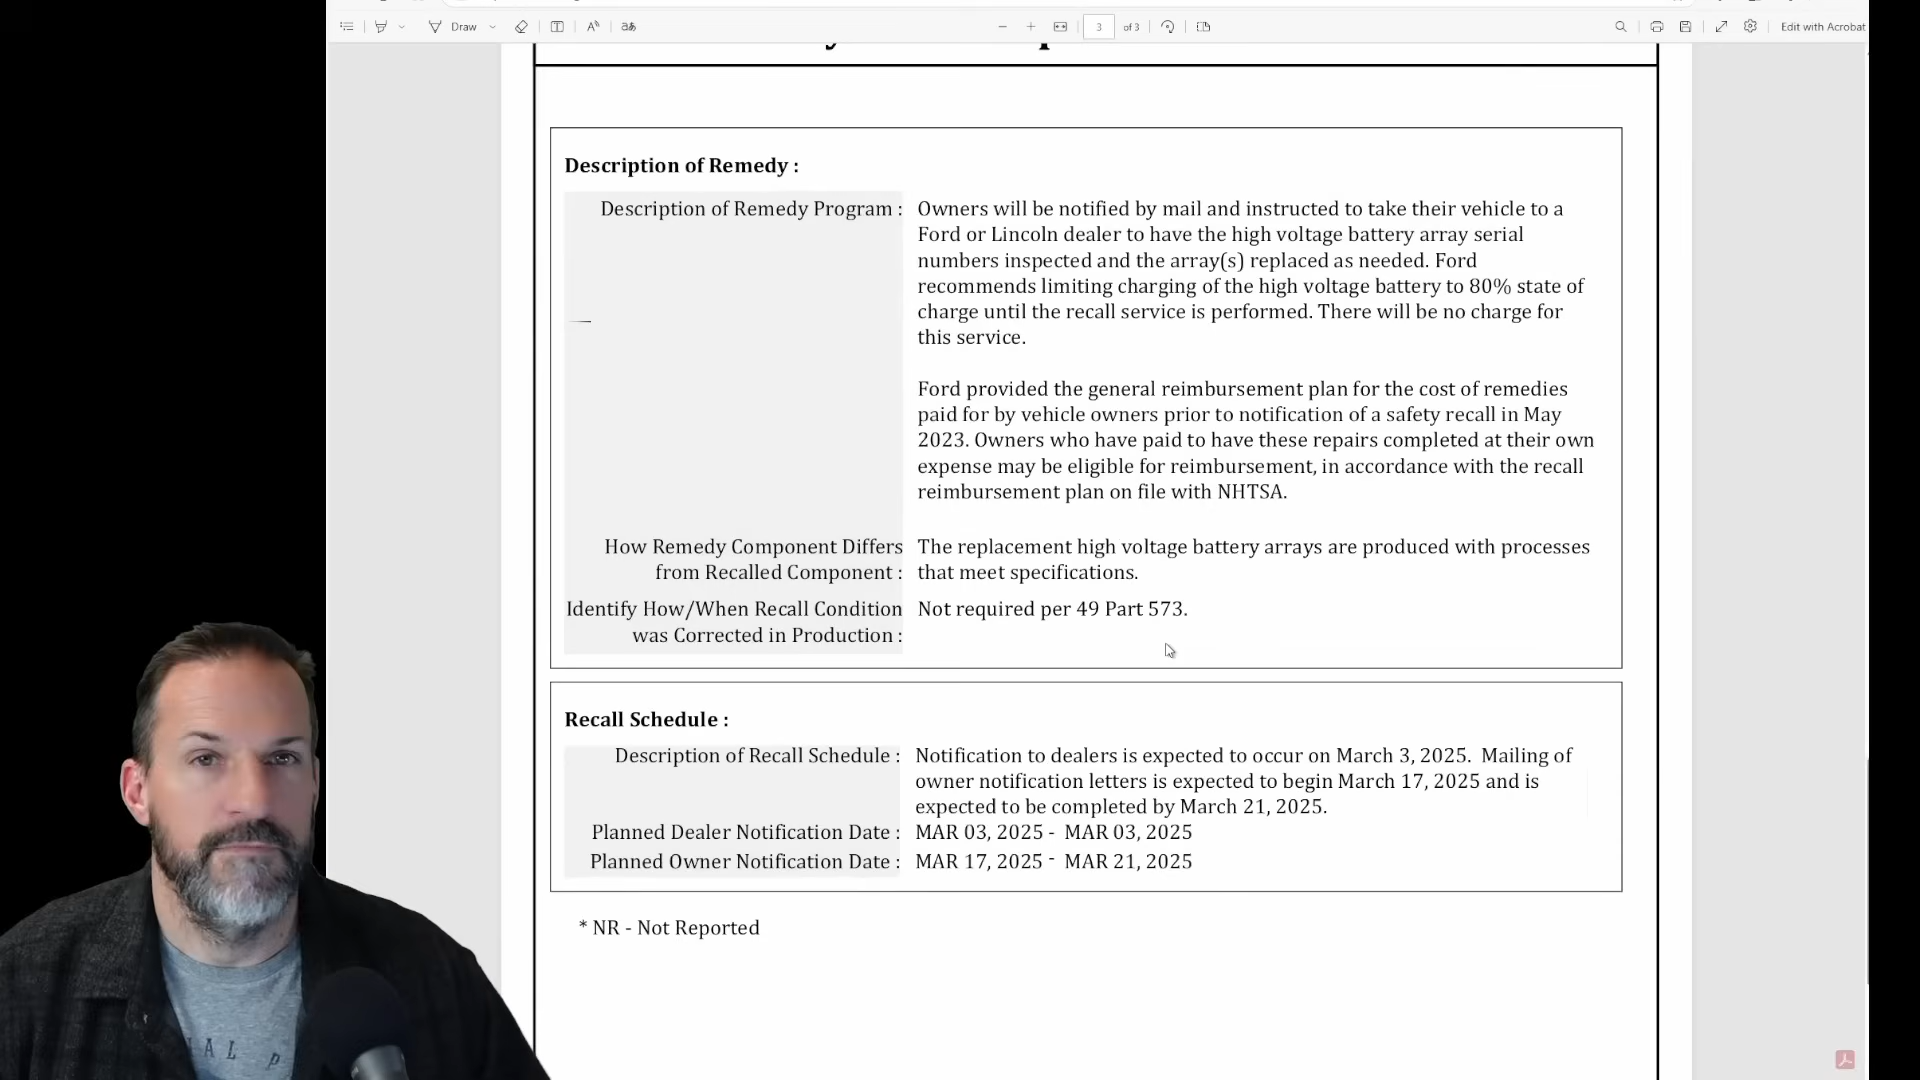 Draw
3 of 3
Edit with Acrobat
Description of Remedy :
Description of Remedy Program : Owners will be notified by mail and instructed to take their vehicle to a
Ford or Lincoln dealer to have the high voltage battery array serial
numbers inspected and the array(s) replaced as needed. Ford
recommends limiting charging of the high voltage battery to 80% state of
charge until the recall service is performed. There will be no charge for
this service.
Ford provided the general reimbursement plan for the cost of remedies
paid for by vehicle owners prior to notification of a safety recall in May
2023. Owners who have paid to have these repairs completed at their own
expense may be eligible for reimbursement, in accordance with the recall
reimbursement plan on file with NHTSA.
How Remedy Component Differs The replacement high voltage battery arrays are produced with processes
from Recalled Component : that meet specifications.
Identify How/When Recall Condition Not required per 49 Part 573.
was Corrected in Production :
Recall Schedule :
Description of Recall Schedule : Notification to dealers is expected to occur on March 3, 2025. Mailing of
owner notification letters is expected to begin March 17, 2025 and is
expected to be completed by March 21, 2025.
Planned Dealer Notification Date : MAR 03, 2025 - MAR 03, 2025
Planned Owner Notification Date : MAR 17, 2025 - MAR 21, 2025
* NR - Not Reported